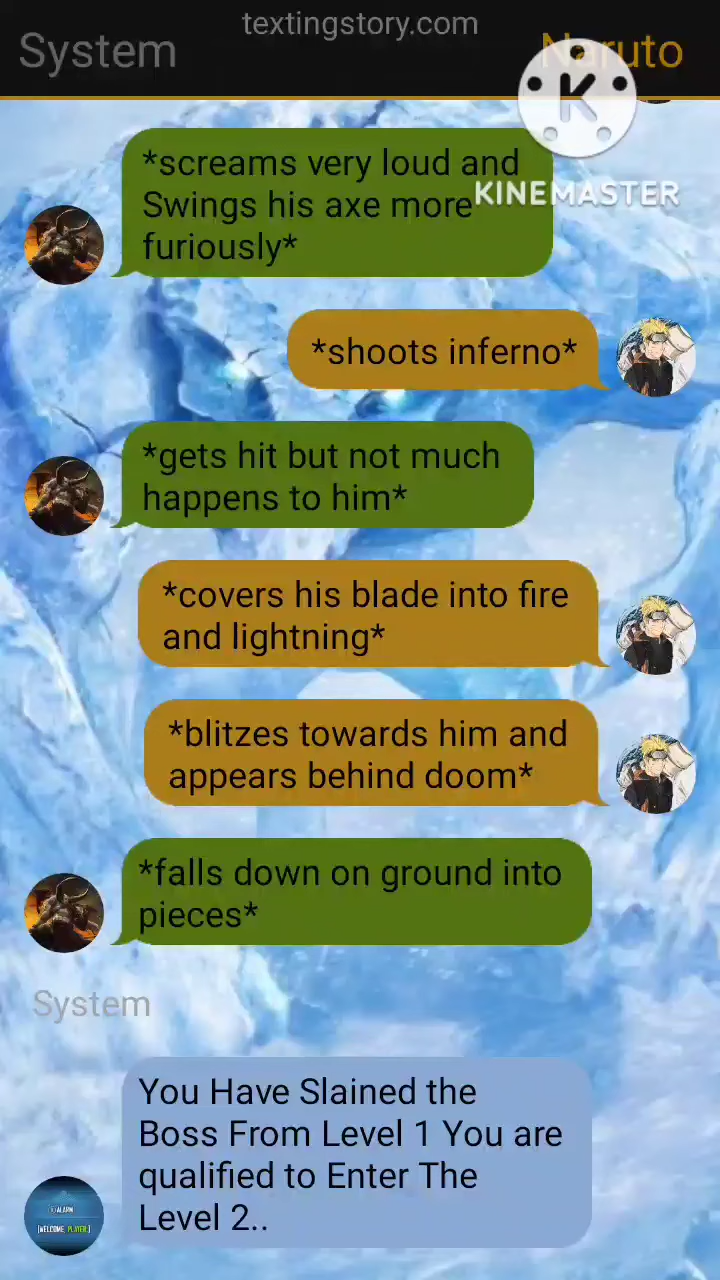 textingstory.com
System
Naruto
K
KINEMASTER
*screams very loud and
Swings his axe more
furiously*
*shoots inferno*
*gets hit but not much
happens to him*
*covers his blade into fire
and lightning*
*blitzes towards him and
appears behind doom*
*falls down on ground into
pieces*
System
You Have Slained the
Boss From Level 1 You are
qualified to Enter The
Level 2..
ALARM
[WELCOME, PLAYER.]